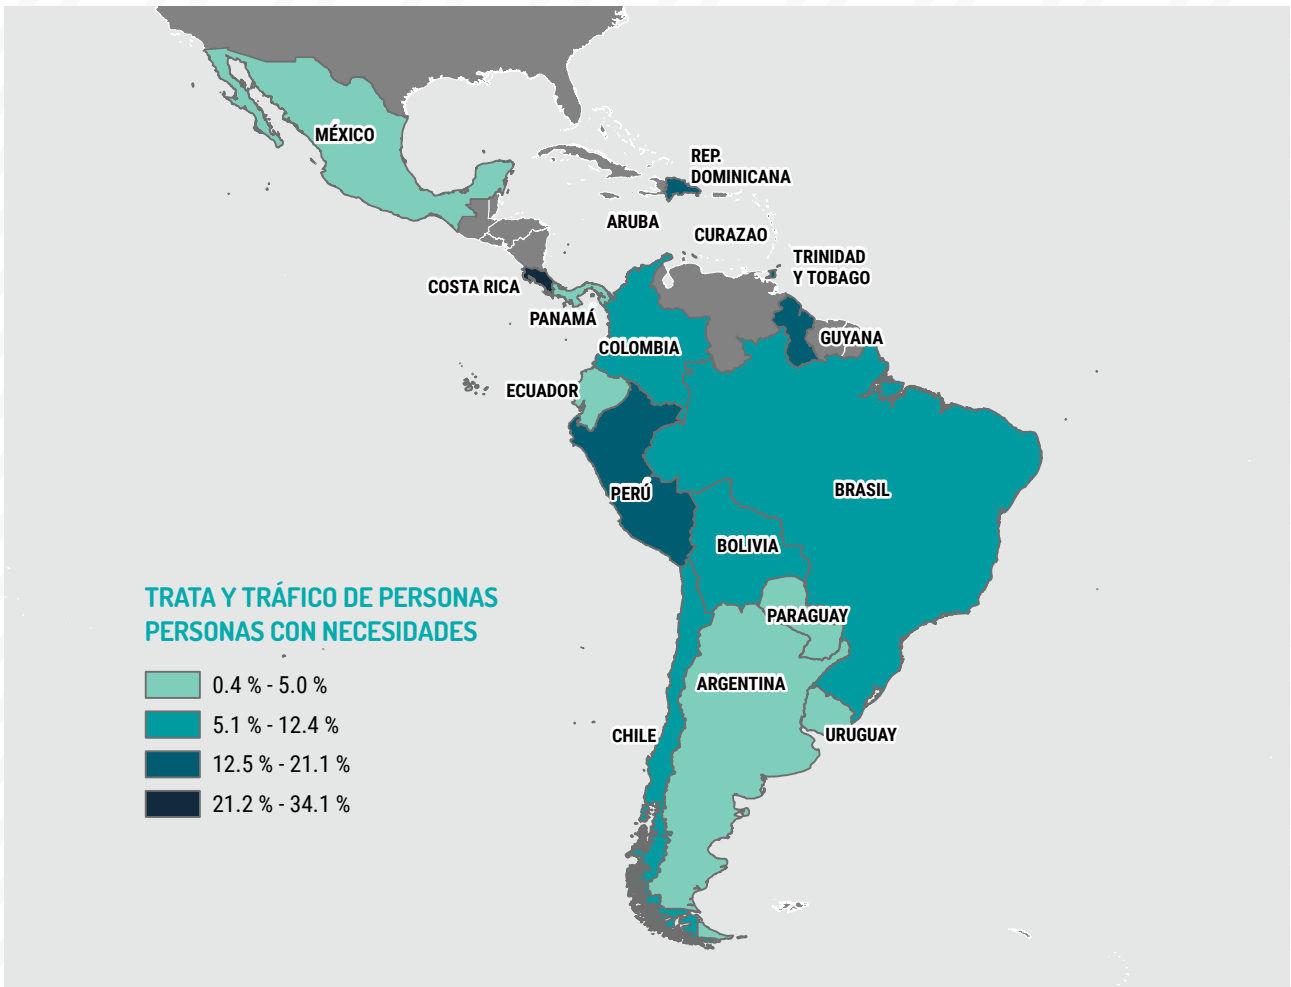 MÉXICO
REP.
DOMINICANA
ARUBA
CURAZAO
TRINIDAD
Y TOBAGO
COSTA RICA
PANAMÁ
GUYANA
COLOMBIA
ECUADOR
BRASIL
PERÚ
BOLIVIA
TRATA Y TRÁFICO DE PERSONAS
PERSONAS CON NECESIDADES
PARAGUAY
0.4 % - 5.0 %
ARGENTINA
5.1 % - 12.4 %
CHILE
URUGUAY
12.5 % - 21.1 %
21.2 % - 34.1 %